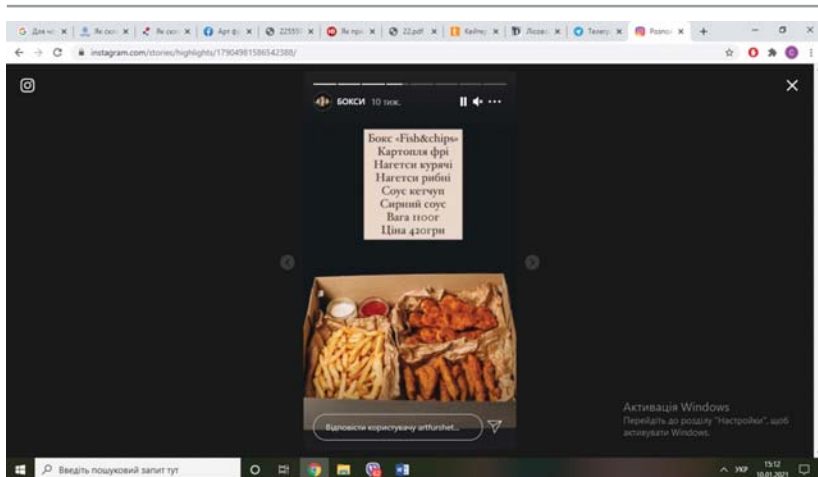 22.pdf
instagram.com/stories/highlights/17904981586542388/
БОКСИ 10 тиж.
Бокс «Fish&chips»
Картопля фрі
Нагетси курячі
Нагетси рибні
Соус кетчуп
Сирний соус
Вага 1100г
Ціна 420грн
Відповісти користувачу artfurshet...
Активація Windows
Перейдіть до розділу "Настройки", щоб
активувати Windows.
Введіть пошуковий запит тут
УКР
15:12
10.01.2021